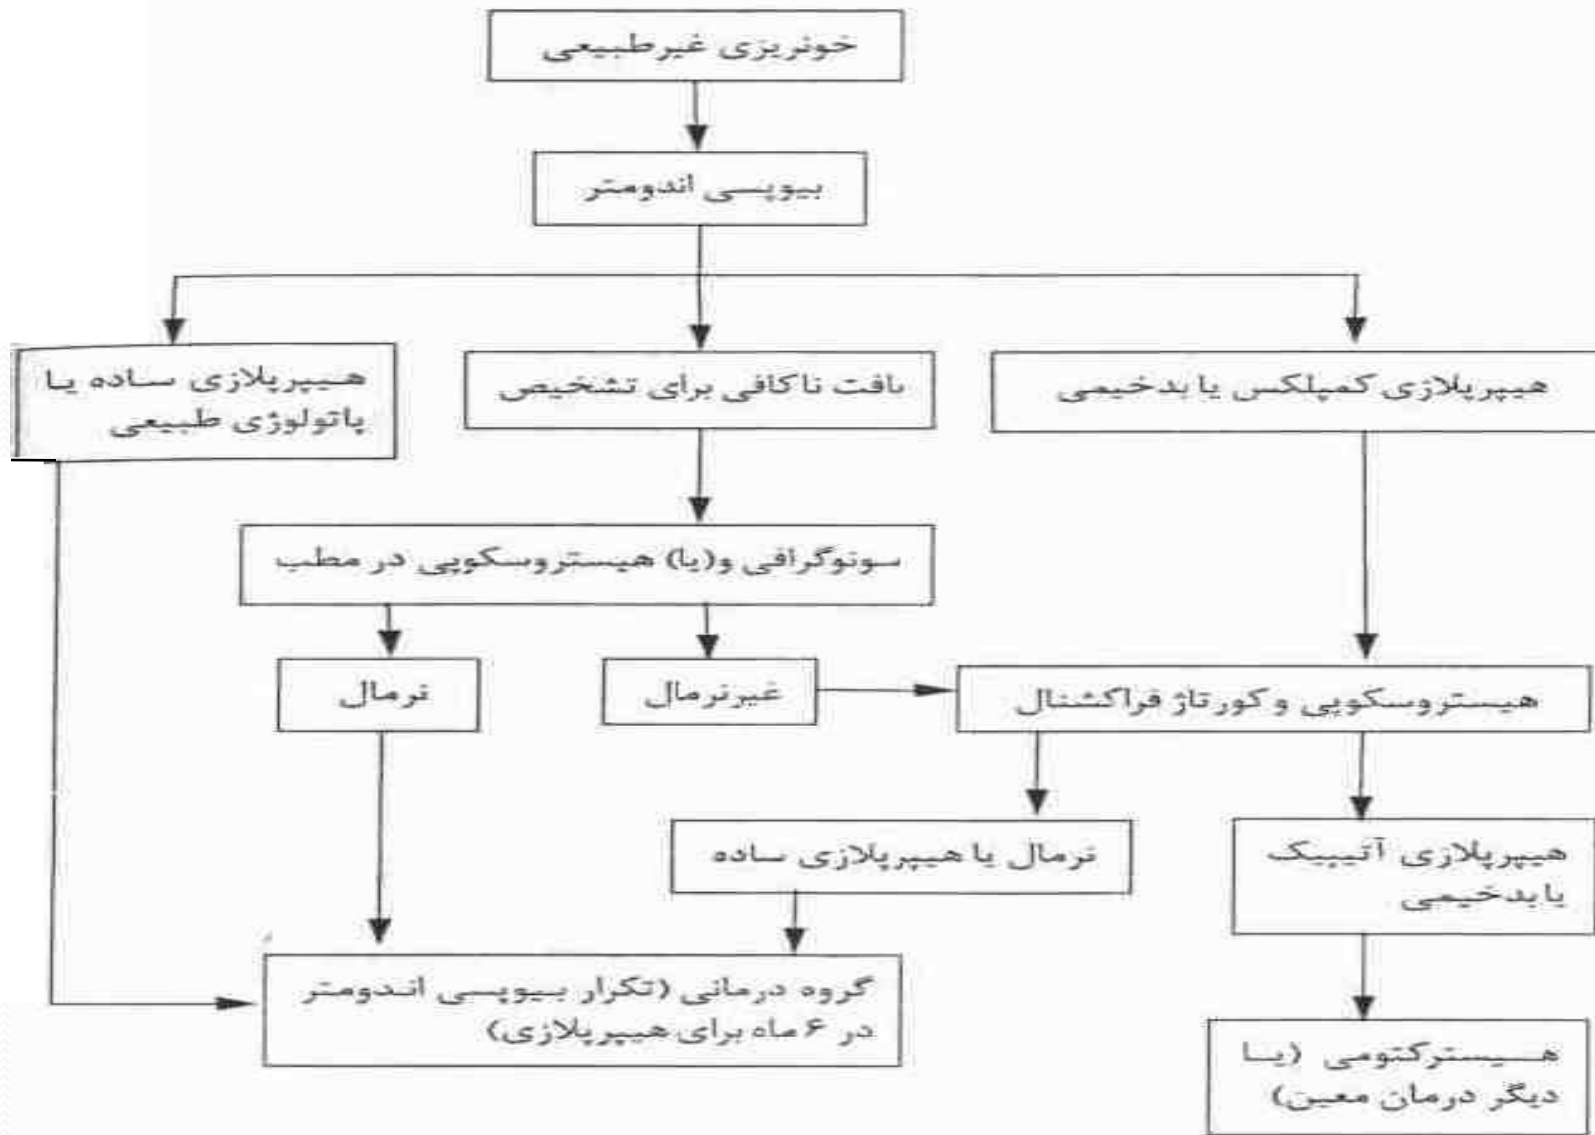 خونریزی غیرطبیعی
بیوپسی اندومتر
هیپرپلازی کمپلکس یا بدخیمی
بافت ناکافی برای تشخیص
هیپرپلازی ساده یا
پاتولوژی طبیعی
سونوگرافی و(یا) هیستروسکوپی در مطب
هیستروسکوپی و کورتاژ فراکشنال
غیرنرمال
نرمال
هیپرپلازی آتیپیک
یا بدخیمی
نرمال یا هیپرپلازی ساده
گروه درمانی (تکرار بیوپسی اندومتر
در ۶ ماه برای هیپرپلازی)
هیسترکتومی (یا
دیگر درمان معین)